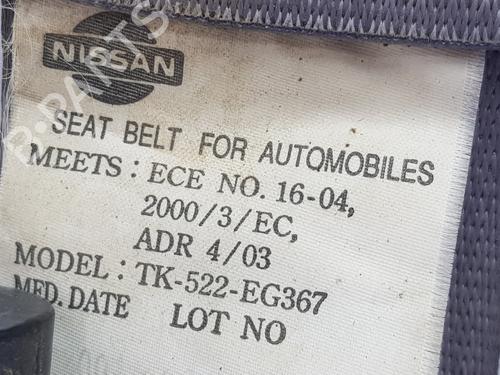 NISSAN
SEAT BELT FOR AUTOMOBILES
MEETS : ECE NO. 16-04,
2000/3/EC,
ADR 4/03
MODEL : TK-522-EG367
MFD. DATE LOT NO
B-PARTS